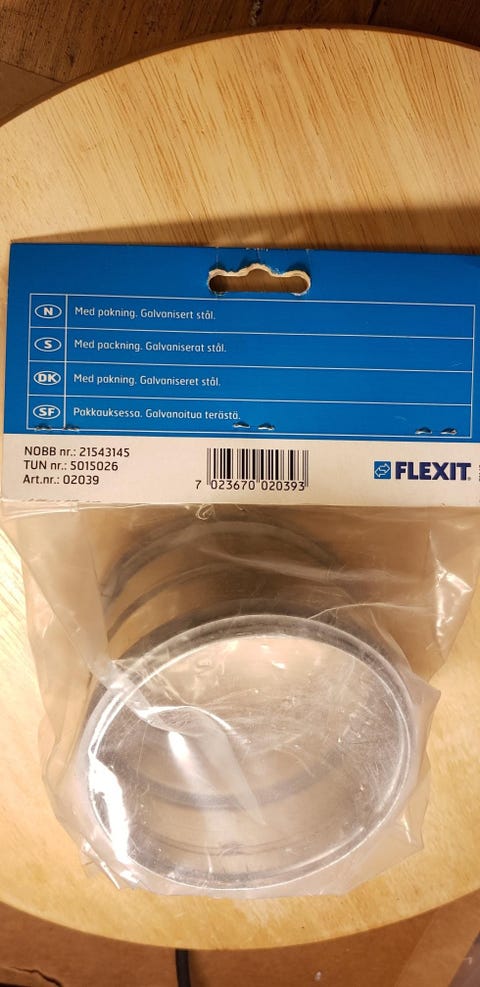 N Med pakning. Galvanisert stål.
S Med packning. Galvaniserat stål.
DK Med pakning. Galvaniseret stål.
SF Pakkauksessa. Galvanoitua terästä.
NOBB nr.: 21543145
TUN nr.: 5015026
Art.nr.: 02039
7 023670 020393
FLEXIT